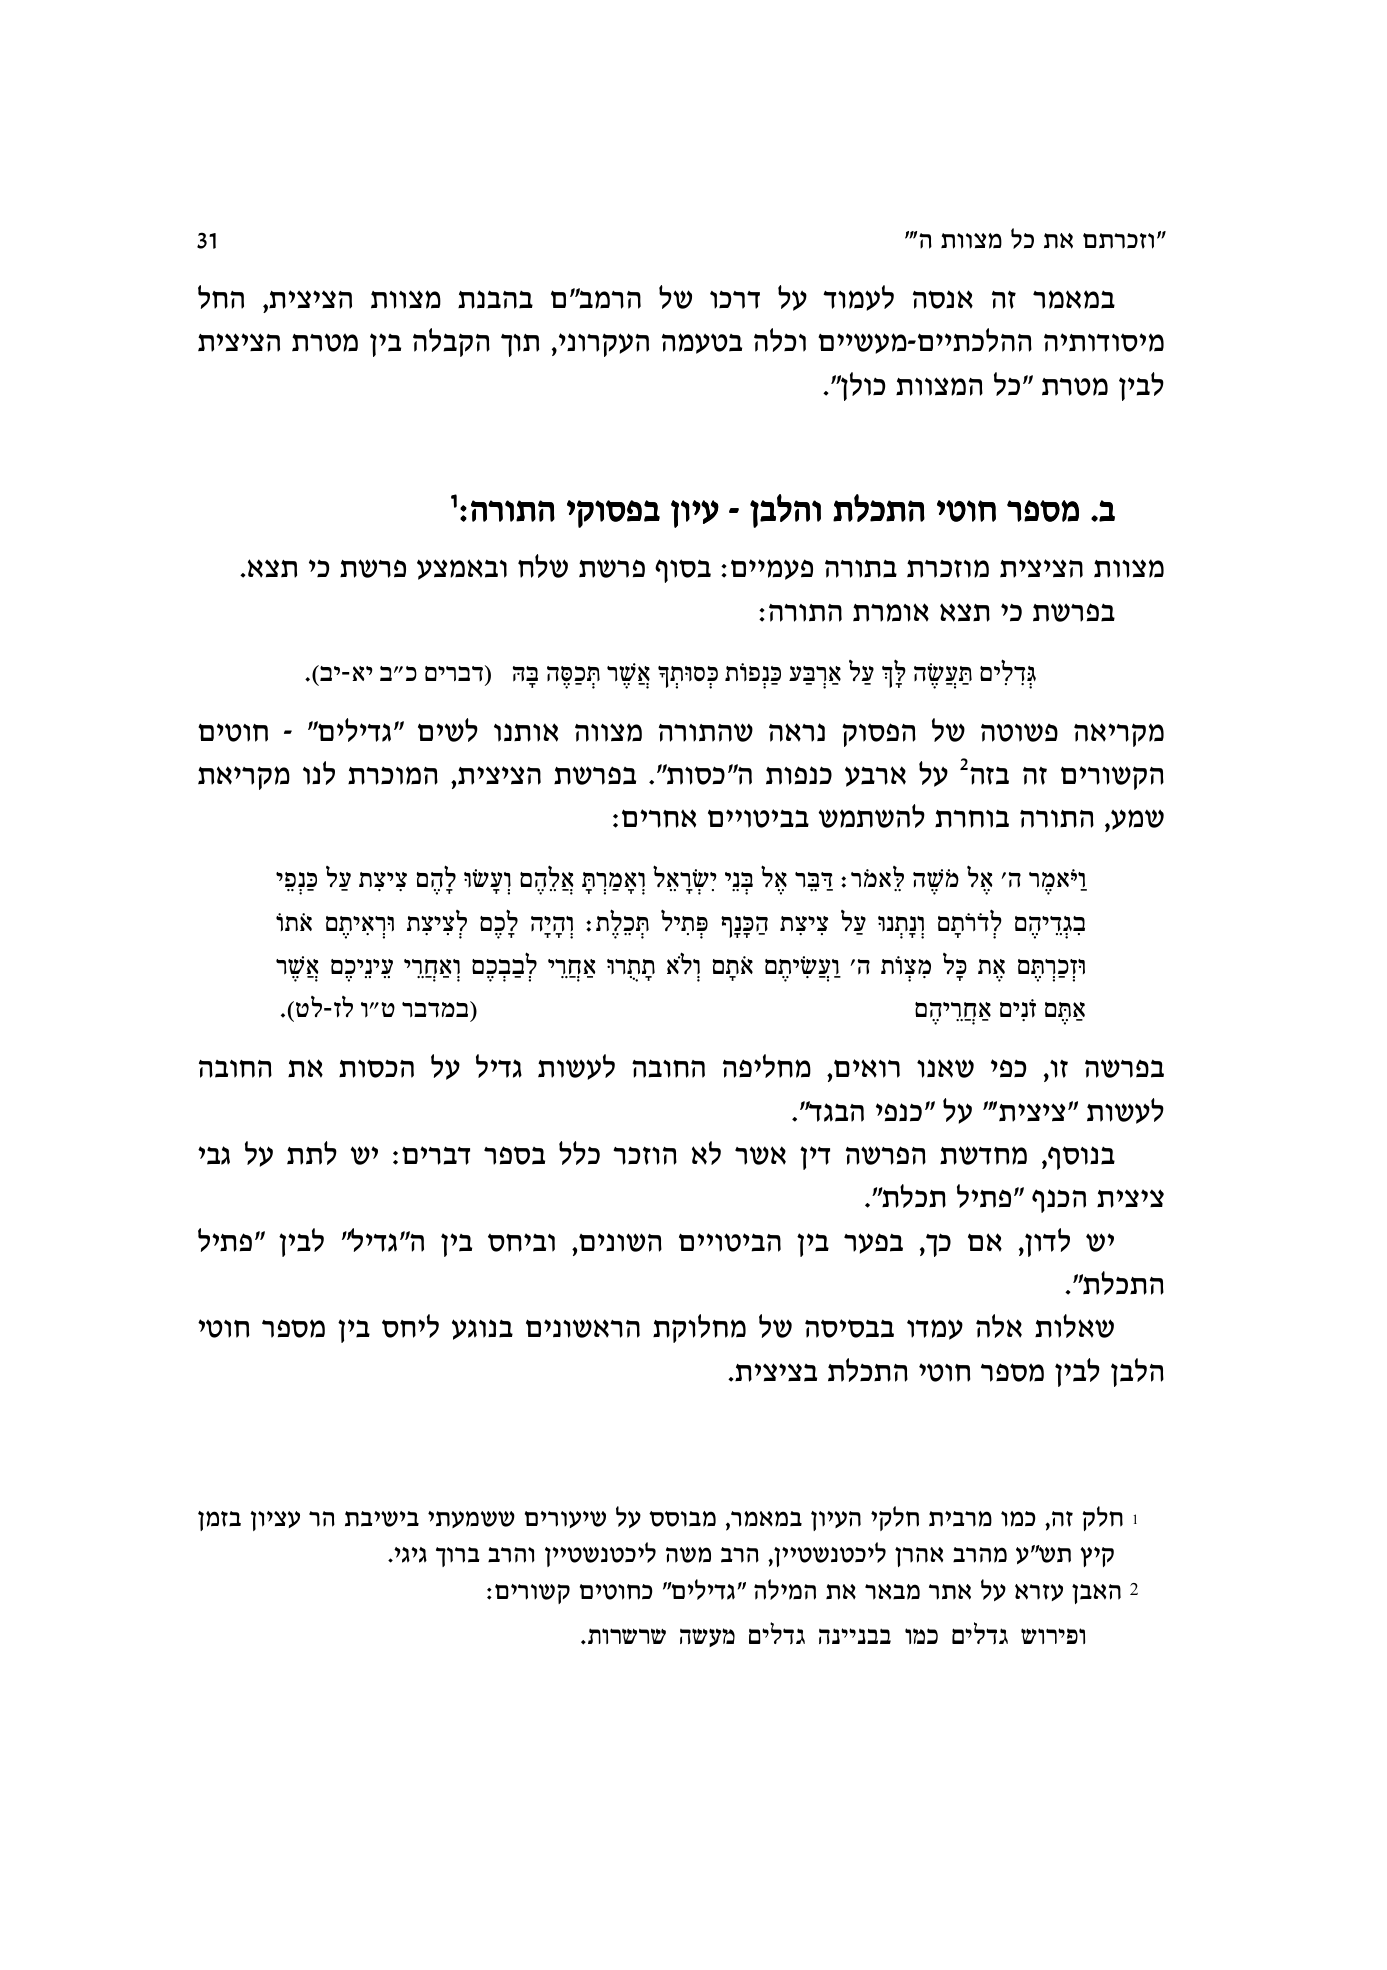 "וזכרתם את כל מצוות ה'" 31
במאמר זה אנסה לעמוד על דרכו של הרמב"ם בהבנת מצוות הציצית, החל
מיסודותיה ההלכתיים-מעשיים וכלה בטעמה העקרוני, תוך הקבלה בין מטרת הציצית
לבין מטרת "כל המצוות כולן".
ב. מספר חוטי התכלת והלבן - עיון בפסוקי התורה:1
מצוות הציצית מוזכרת בתורה פעמיים: בסוף פרשת שלח ובאמצע פרשת כי תצא.
בפרשת כי תצא אומרת התורה:
גְּדִלִים תַּעֲשֶׂה לָּךְ עַל אַרְבַּע כַּנְפוֹת כְּסוּתְךָ אֲשֶׁר תְּכַסֶּה בָּהּ (דברים כ"ב יא-יב).
מקריאה פשוטה של הפסוק נראה שהתורה מצווה אותנו לשים "גדילים" - חוטים
הקשורים זה בזה2 על ארבע כנפות ה"כסות". בפרשת הציצית, המוכרת לנו מקריאת
שמע, התורה בוחרת להשתמש בביטויים אחרים:
וַיֹּאמֶר ה' אֶל מֹשֶׁה לֵּאמֹר: דַּבֵּר אֶל בְּנֵי יִשְׂרָאֵל וְאָמַרְתָּ אֲלֵהֶם וְעָשׂוּ לָהֶם צִיצִת עַל כַּנְפֵי
בִגְדֵיהֶם לְדֹרֹתָם וְנָתְנוּ עַל צִיצִת הַכָּנָף פְּתִיל תְּכֵלֶת: וְהָיָה לָכֶם לְצִיצִת וּרְאִיתֶם אֹתוֹ
וּזְכַרְתֶּם אֶת כָּל מִצְוֹת ה' וַעֲשִׂיתֶם אֹתָם וְלֹא תָתֻרוּ אַחֲרֵי לְבַבְכֶם וְאַחֲרֵי עֵינֵיכֶם אֲשֶׁר
אַתֶּם זֹנִים אַחֲרֵיהֶם (במדבר ט"ו לז-לט).
בפרשה זו, כפי שאנו רואים, מחליפה החובה לעשות גדיל על הכסות את החובה
לעשות "ציצית'" על "כנפי הבגד".
בנוסף, מחדשת הפרשה דין אשר לא הוזכר כלל בספר דברים: יש לתת על גבי
ציצית הכנף "פתיל תכלת".
יש לדון, אם כך, בפער בין הביטויים השונים, וביחס בין ה"גדיל" לבין "פתיל
התכלת".
שאלות אלה עמדו בבסיסה של מחלוקת הראשונים בנוגע ליחס בין מספר חוטי
הלבן לבין מספר חוטי התכלת בציצית.
1 חלק זה, כמו מרבית חלקי העיון במאמר, מבוסס על שיעורים ששמעתי בישיבת הר עציון בזמן
קיץ תש"ע מהרב אהרן ליכטנשטיין, הרב משה ליכטנשטיין והרב ברוך גיגי.
2 האבן עזרא על אתר מבאר את המילה "גדילים" כחוטים קשורים:
ופירוש גדלים כמו בבניינה גדלים מעשה שרשרות.